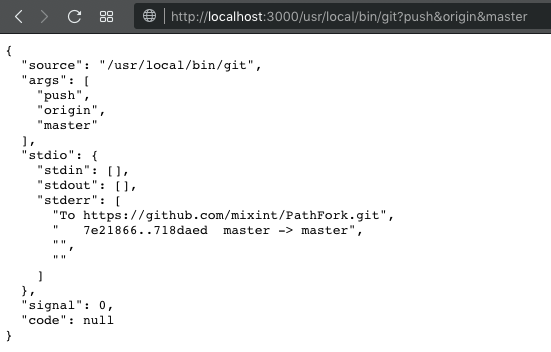 http://localhost:3000/usr/local/bin/git?push&origin&master
{
  "source": "/usr/local/bin/git",
  "args": [
    "push",
    "origin",
    "master"
  ],
  "stdio": {
    "stdin": [],
    "stdout": [],
    "stderr": [
      "To https://github.com/mixint/PathFork.git",
      "   7e21866..718daed  master -> master",
      "",
      ""
    ]
  },
  "signal": 0,
  "code": null
}